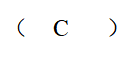 （ C ）